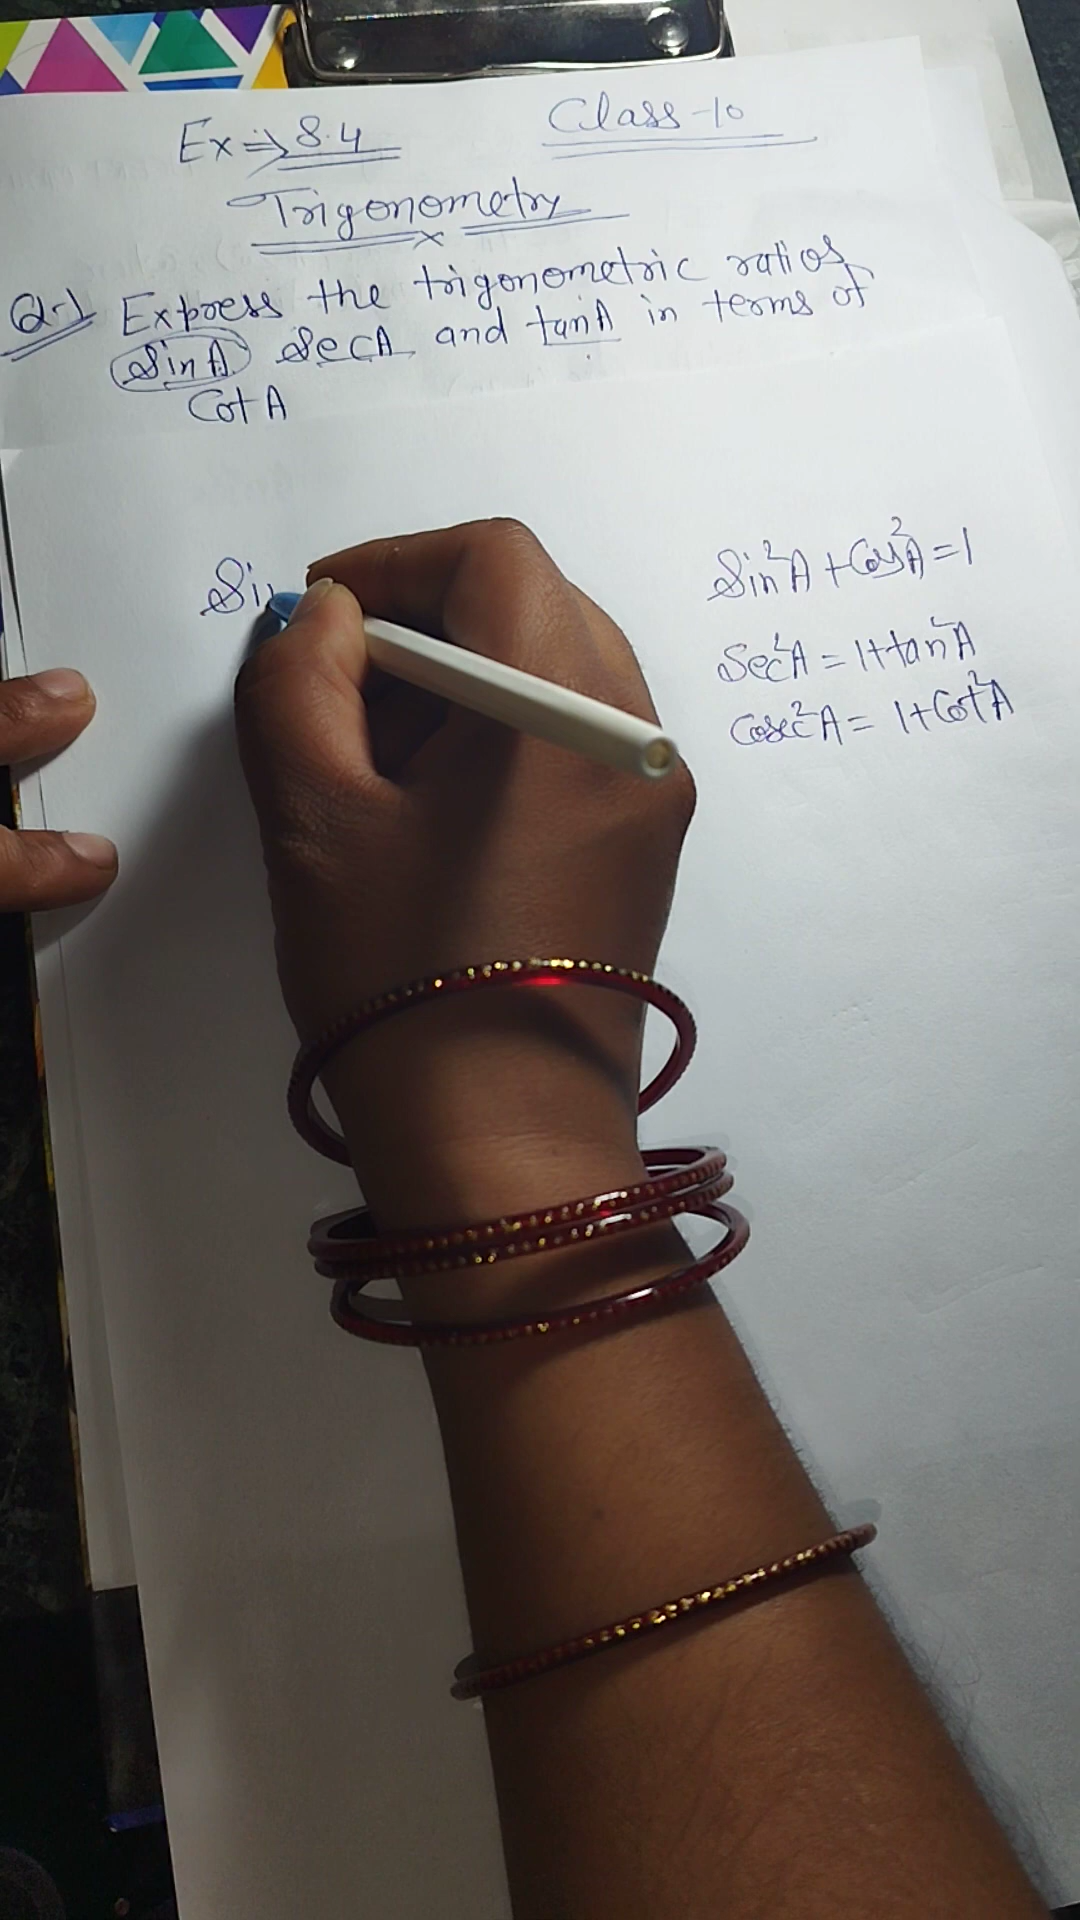 Ex ⇒ 8.4 Class-10
Trigonometry
Q.1 Express the trigonometric ratios
Sin A, Sec A and tan A in terms of
Cot A
Sin
Sin²A + Cos²A = 1
Sec²A = 1+tan²A
Cosec²A = 1+Cot²A